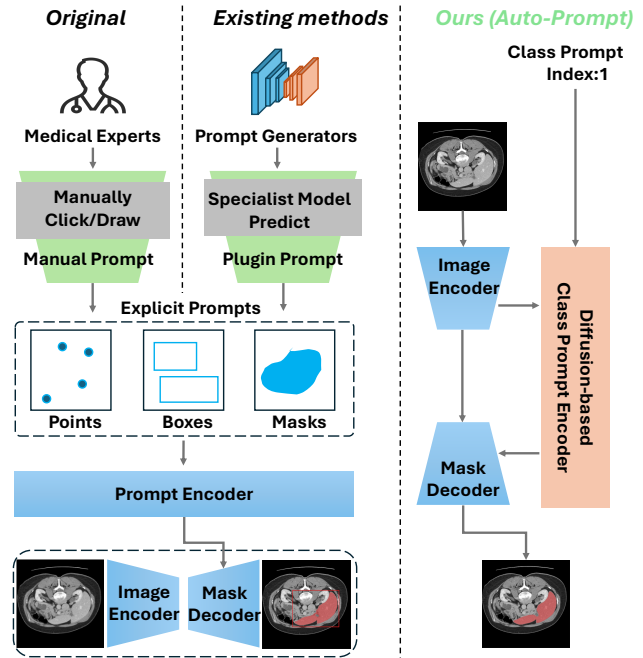 Original
Existing methods
Ours (Auto-Prompt)
Medical Experts
Prompt Generators
Manually
Click/Draw
Specialist Model
Predict
Manual Prompt
Plugin Prompt
Explicit Prompts
Points
Boxes
Masks
Prompt Encoder
Image
Encoder
Mask
Decoder
Class Prompt
Index:1
Image
Encoder
Diffusion-based
Class Prompt Encoder
Mask
Decoder